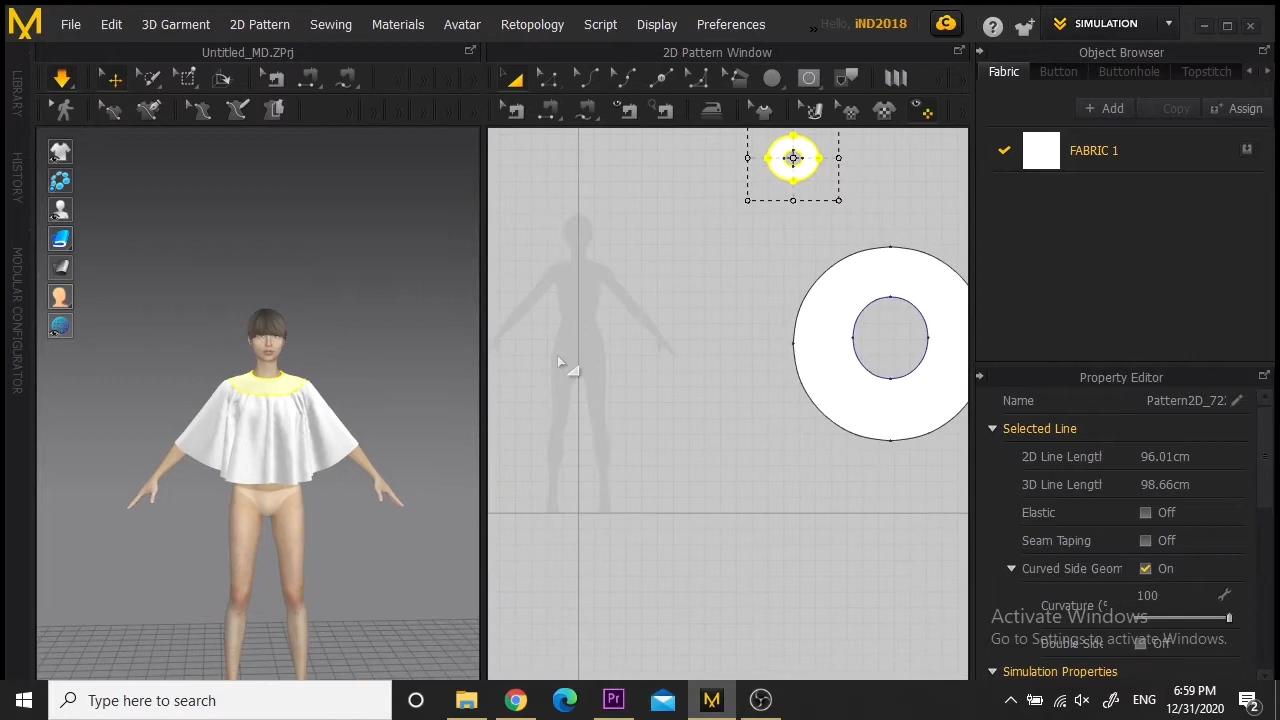 File Edit 3D Garment 2D Pattern Sewing Materials Avatar Retopology Script Display Preferences » Hello, iND2018 SIMULATION
Untitled_MD.ZPrj
2D Pattern Window
Object Browser
LIBRARY
HISTORY
MODULAR CONFIGURATOR
Fabric Button Buttonhole Topstitch
+ Add Copy Assign
FABRIC 1
Property Editor
Name Pattern2D_72
Selected Line
2D Line Lengtl 96.01cm
3D Line Lengtl 98.66cm
Elastic Off
Seam Taping Off
Curved Side Geom On
Curvature (° 100
Activate Windows
Go to Settings to activate Windows.
Double Side Off
Simulation Properties
Type here to search
Pr
ENG
6:59 PM
12/31/2020
2